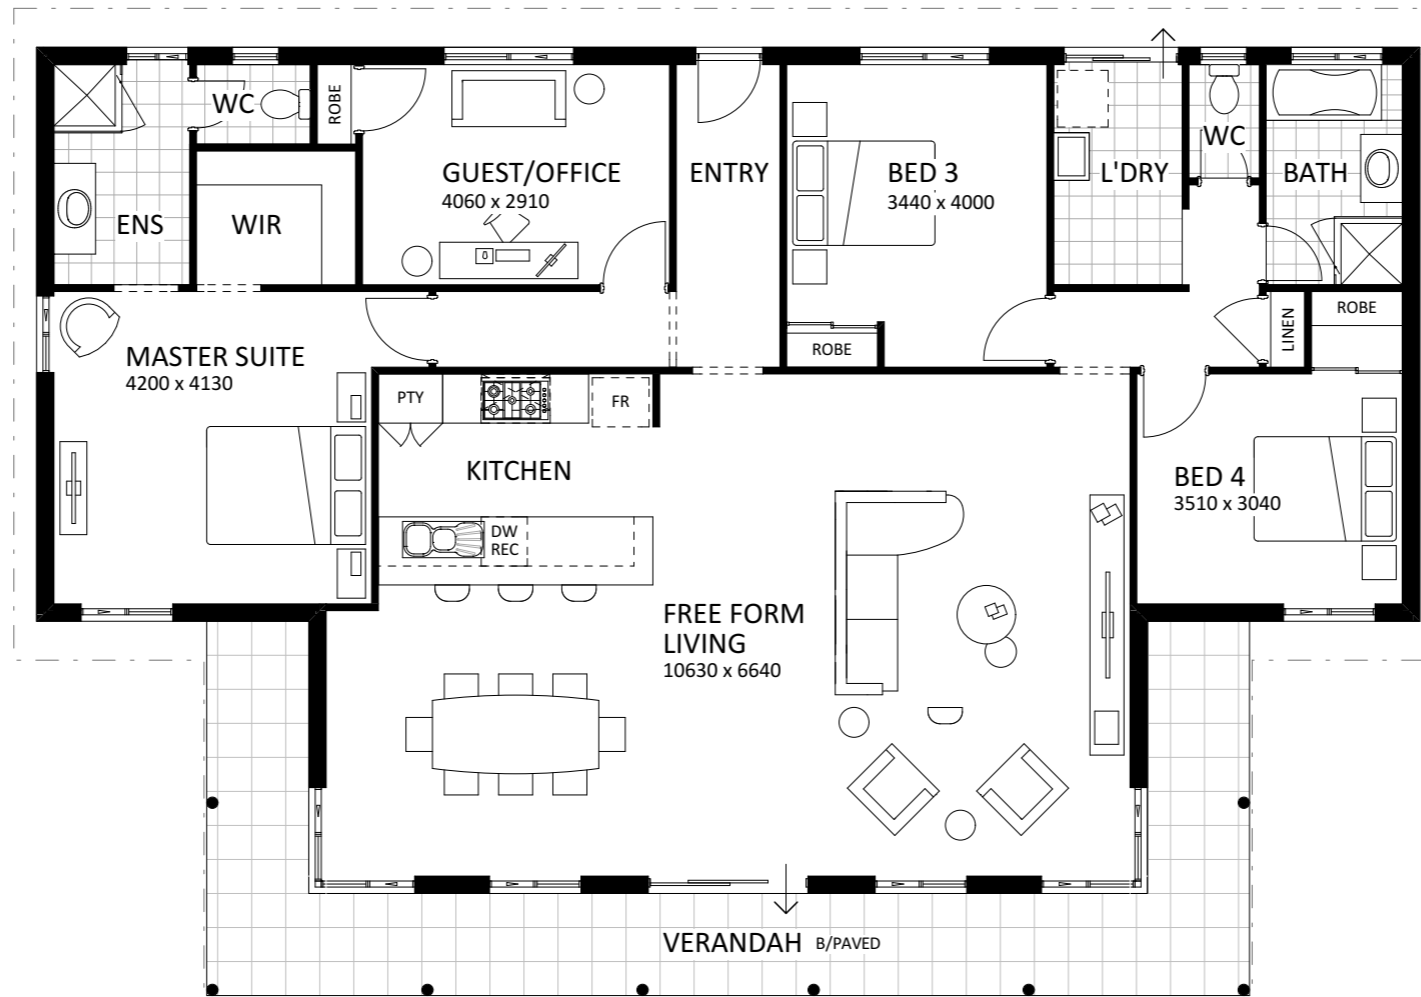 WC
ROBE
GUEST/OFFICE
4060 x 2910
ENTRY
BED 3
3440 x 4000
L'DRY
WC
BATH
ENS
WIR
MASTER SUITE
4200 x 4130
ROBE
LINEN
ROBE
PTY
FR
KITCHEN
DW
REC
BED 4
3510 x 3040
FREE FORM
LIVING
10630 x 6640
VERANDAH B/PAVED